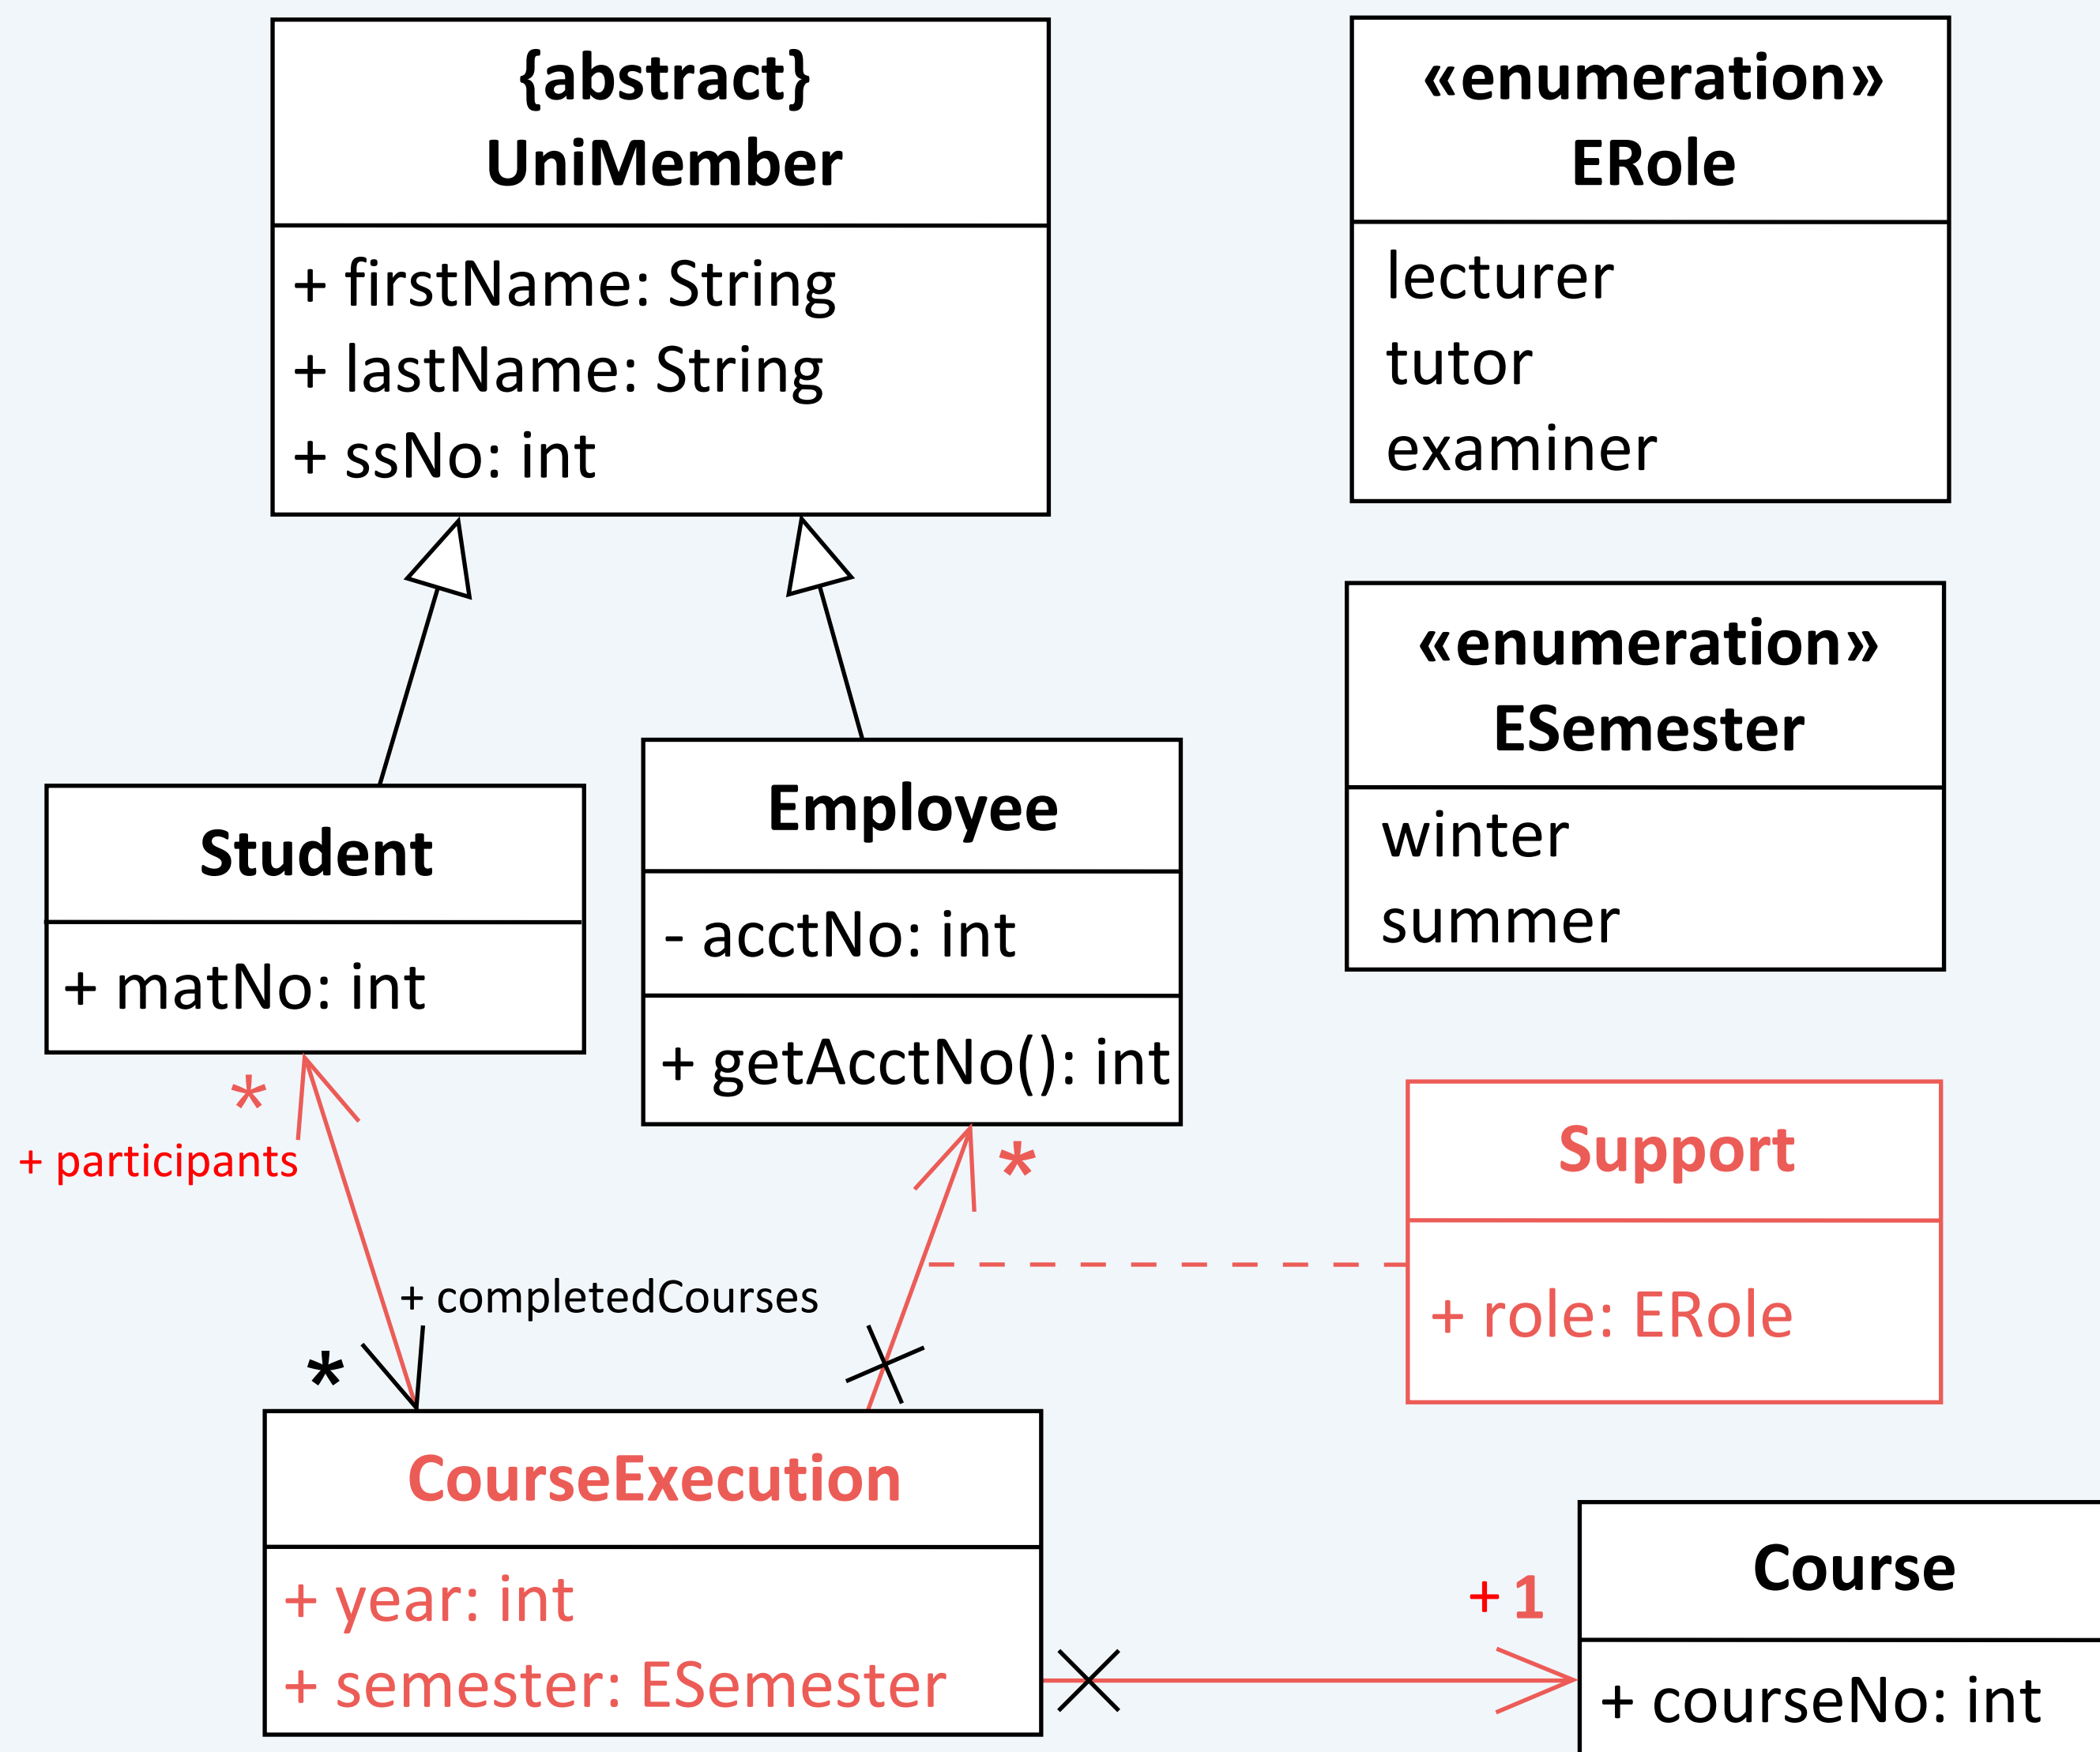 {abstract}
UniMember
+ firstName: String
+ lastName: String
+ ssNo: int
«enumeration»
ERole
lecturer
tutor
examiner
«enumeration»
ESemester
winter
summer
Student
+ matNo: int
Employee
- acctNo: int
+ getAcctNo(): int
*
+ participants
*
Support
+ role: ERole
+ completedCourses
*
CourseExecution
+ year: int
+ semester: ESemester
+ 1
Course
+ courseNo: int